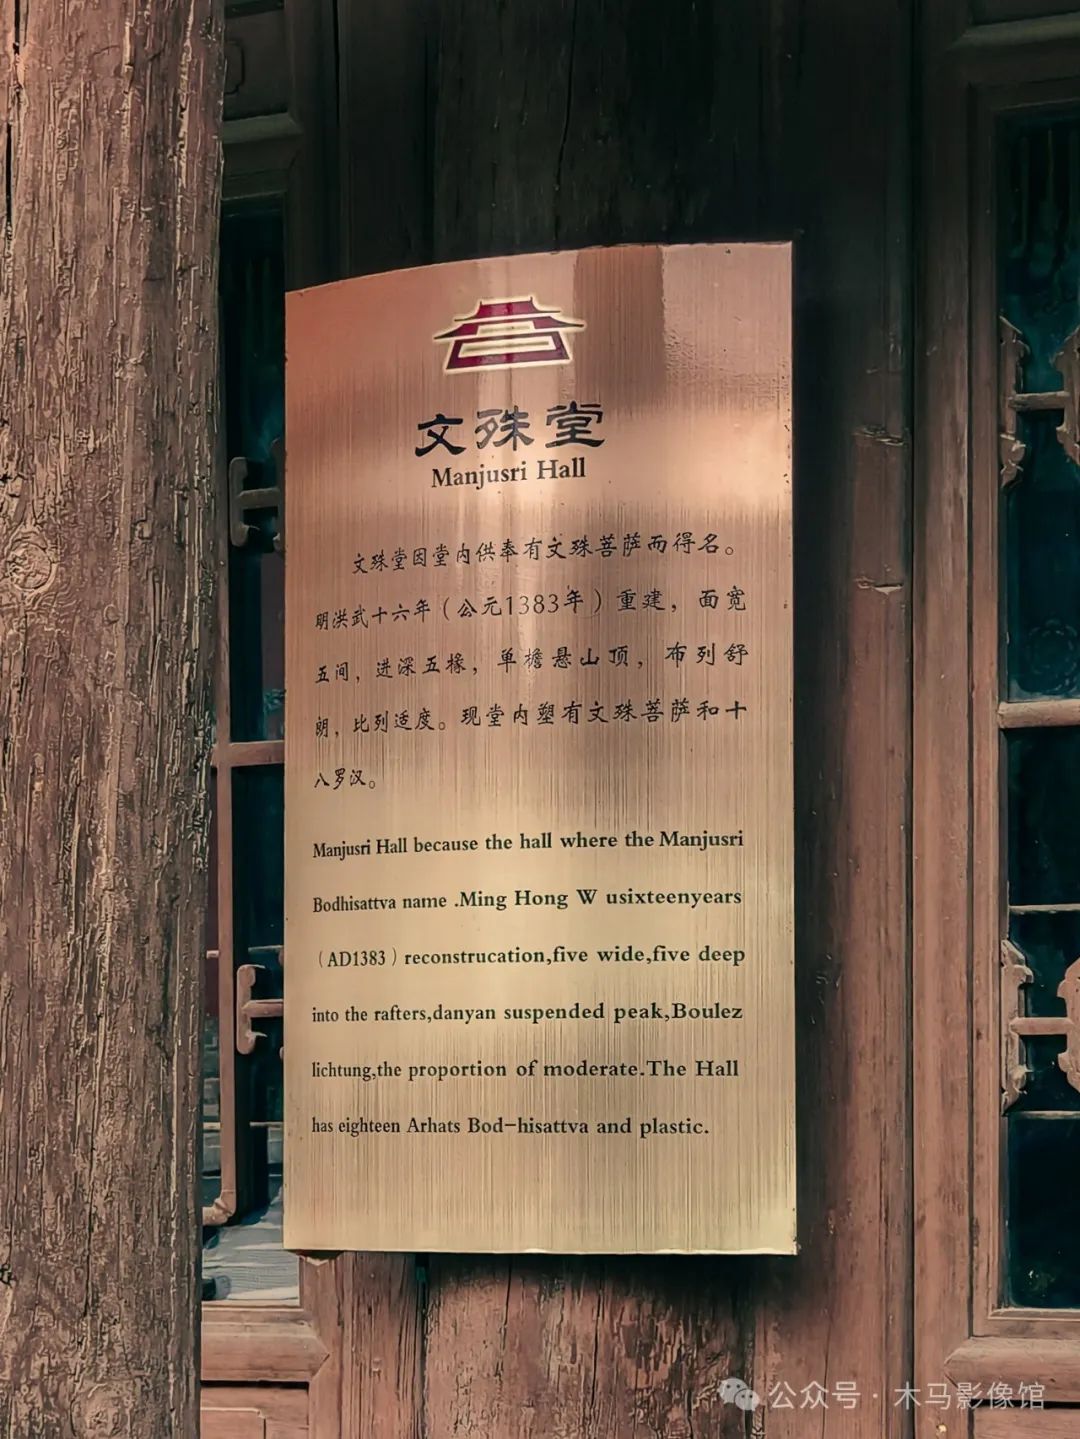 文殊堂
Manjusri Hall
文殊堂因堂内供奉有文殊菩萨而得名。
明洪武十六年（公元1383年）重建，面宽
五间，进深五椽，单檐悬山顶，布列舒
朗，比列适度。现堂内塑有文殊菩萨和十
八罗汉。
Manjusri Hall because the hall where the Manjusri
Bodhisattva name .Ming Hong W usixteenyears
（AD1383）reconstrucation,five wide,five deep
into the rafters,danyan suspended peak,Boulez
lichtung,the proportion of moderate.The Hall
has eighteen Arhats Bod-hisattva and plastic.
公众号·木马影像馆